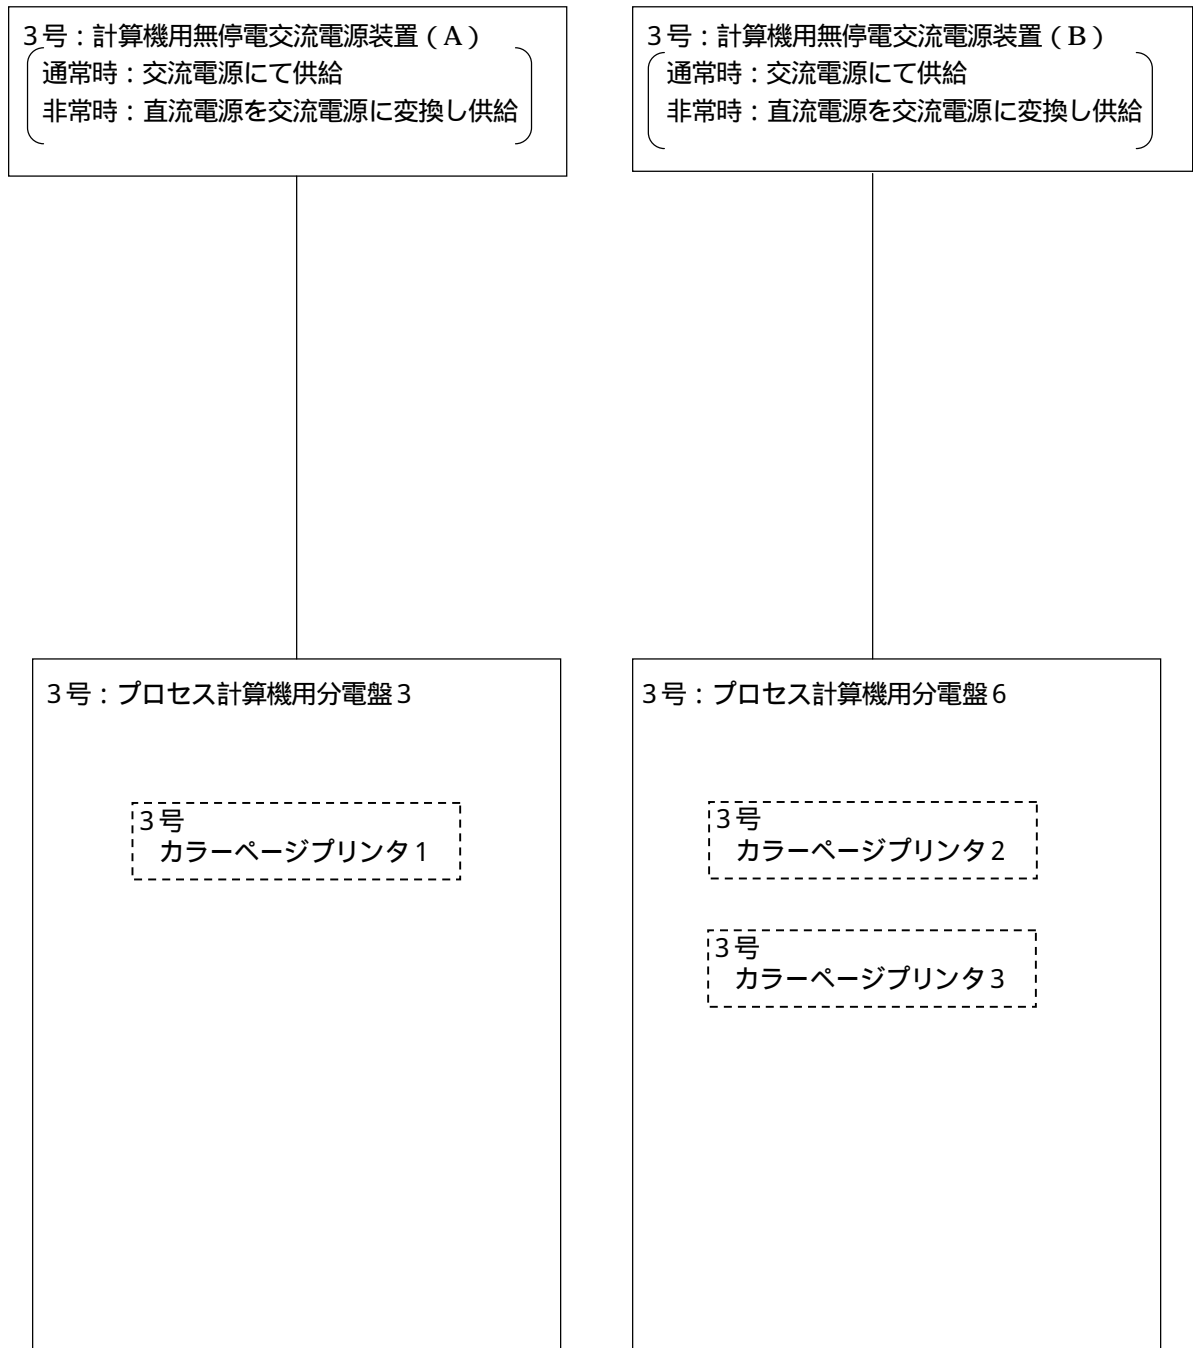 3号：計算機用無停電交流電源装置（A）
通常時：交流電源にて供給
非常時：直流電源を交流電源に変換し供給
3号：計算機用無停電交流電源装置（B）
通常時：交流電源にて供給
非常時：直流電源を交流電源に変換し供給
3号：プロセス計算機用分電盤3
3号
カラーページプリンタ1
3号：プロセス計算機用分電盤6
3号
カラーページプリンタ2
3号
カラーページプリンタ3